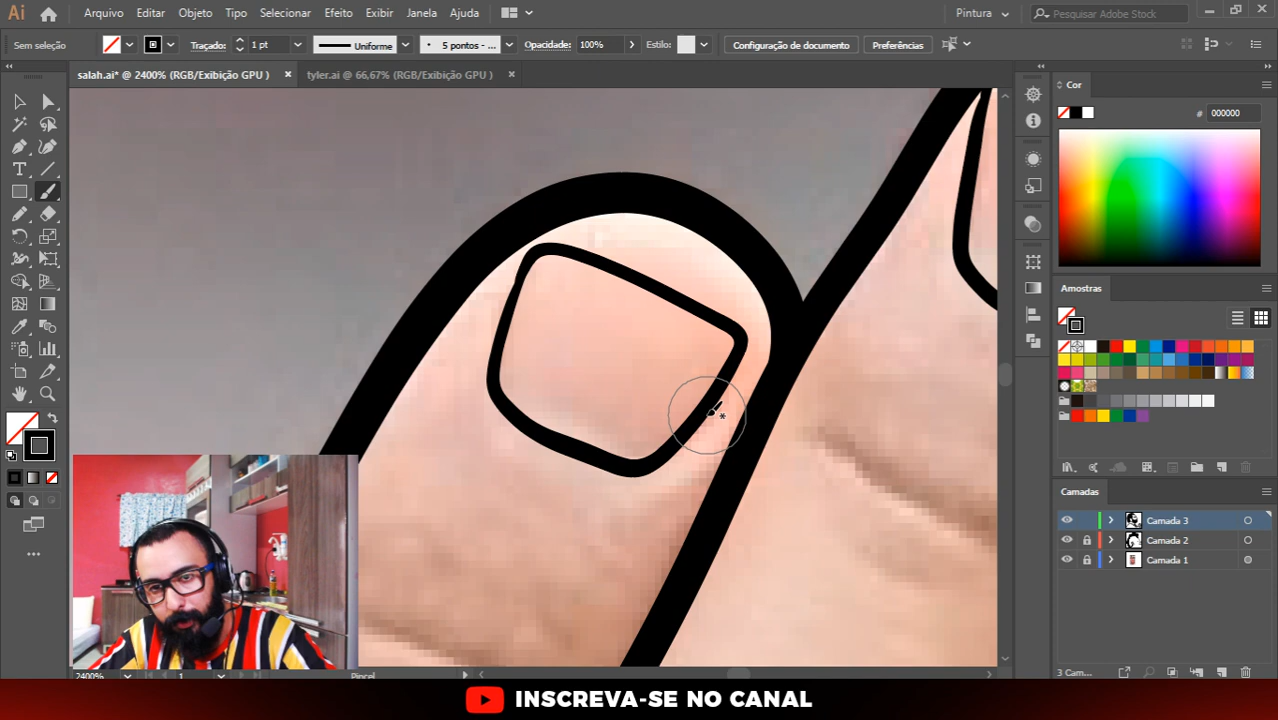 Ai Arquivo Editar Objeto Tipo Selecionar Efeito Exibir Janela Ajuda Pintura Pesquisar Adobe Stock
Sem seleção Traçado: 1 pt Uniforme 5 pontos - ... Opacidade: 100% Estilo: Configuração de documento Preferências
salah.ai* @ 2400% (RGB/Exibição GPU ) × tyler.ai @ 66,67% (RGB/Exibição GPU ) ×
Cor
# 000000
Amostras
Camadas
Camada 3
Camada 2
Camada 1
3 Cam...
2400% 1 Pincel
INSCREVA-SE NO CANAL